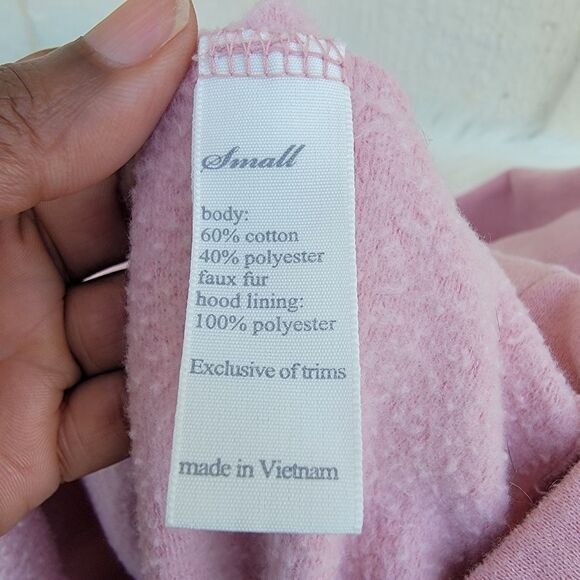 Small
body:
60% cotton
40% polyester
faux fur
hood lining:
100% polyester
Exclusive of trims
made in Vietnam